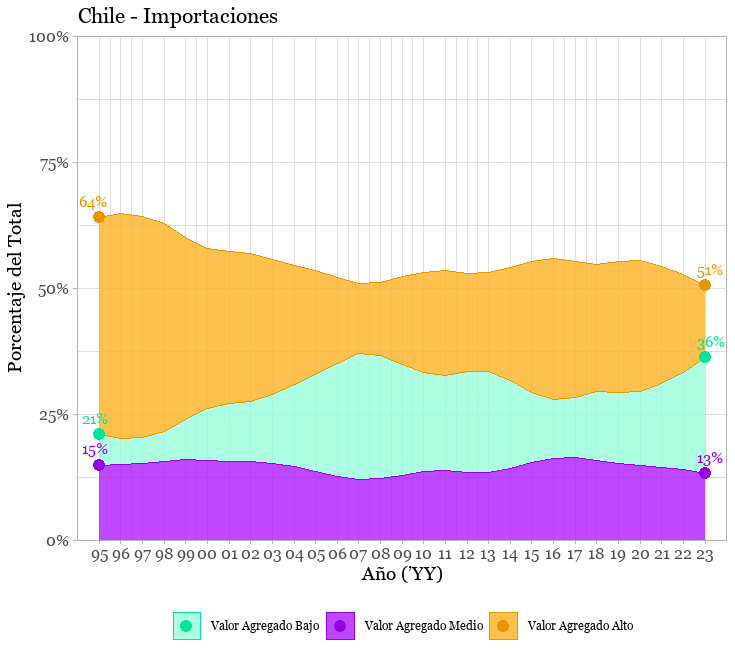 Chile - Importaciones
100%
75%
50%
25%
0%
Porcentaje del Total
64%
21%
15%
51%
36%
13%
95 96 97 98 99 00 01 02 03 04 05 06 07 08 09 10 11 12 13 14 15 16 17 18 19 20 21 22 23
Año ('YY)
Valor Agregado Bajo Valor Agregado Medio Valor Agregado Alto